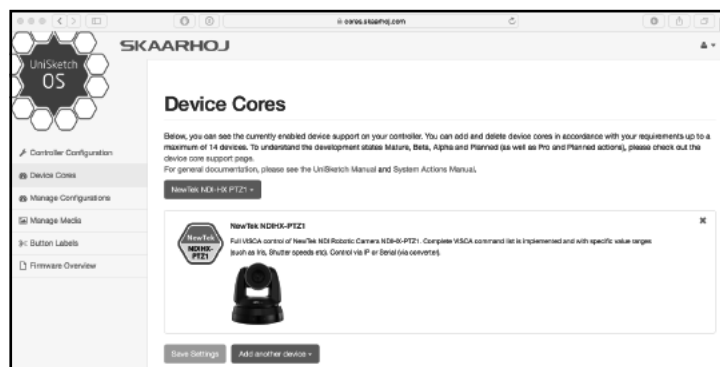 cores.skaarhoj.com
SKAARHOJ
UniSketch
OS
Device Cores
Below, you can see the currently enabled device support on your controller. You can add and delete device cores in accordance with your requirements up to a
maximum of 14 devices. To understand the development states Mature, Beta, Alpha and Planned (as well as Pro and Planned actions), please check out the
device core support page.
For general documentation, please see the UniSketch Manual and System Actions Manual.
Controller Configuration
Device Cores
Manage Configurations
Manage Media
Button Labels
Firmware Overview
NewTek NDI-HX PTZ1
NewTek
NDIHX-
PTZ1
NewTek NDIHX-PTZ1
Full VISCA control of NewTek NDI Robotic Camera NDIHX-PTZ1. Complete VISCA command list is implemented and with specific value ranges
(such as Iris, Shutter speeds etc). Control via IP or Serial (via converter).
Save Settings
Add another device